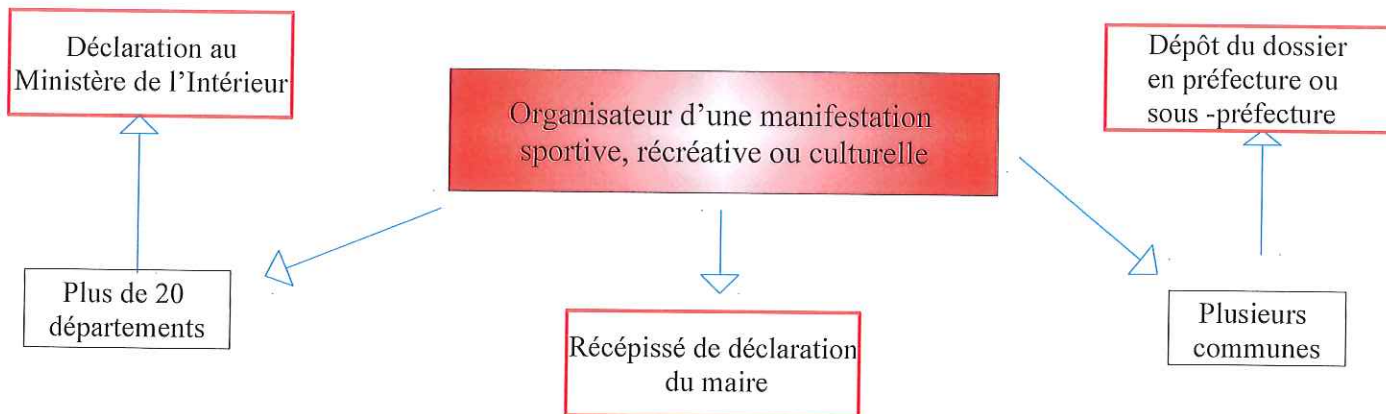 Déclaration au
Ministère de l'Intérieur
Organisateur d'une manifestation
sportive, récréative ou culturelle
Dépôt du dossier
en préfecture ou
sous -préfecture
Plus de 20
départements
Récépissé de déclaration
du maire
Plusieurs
communes